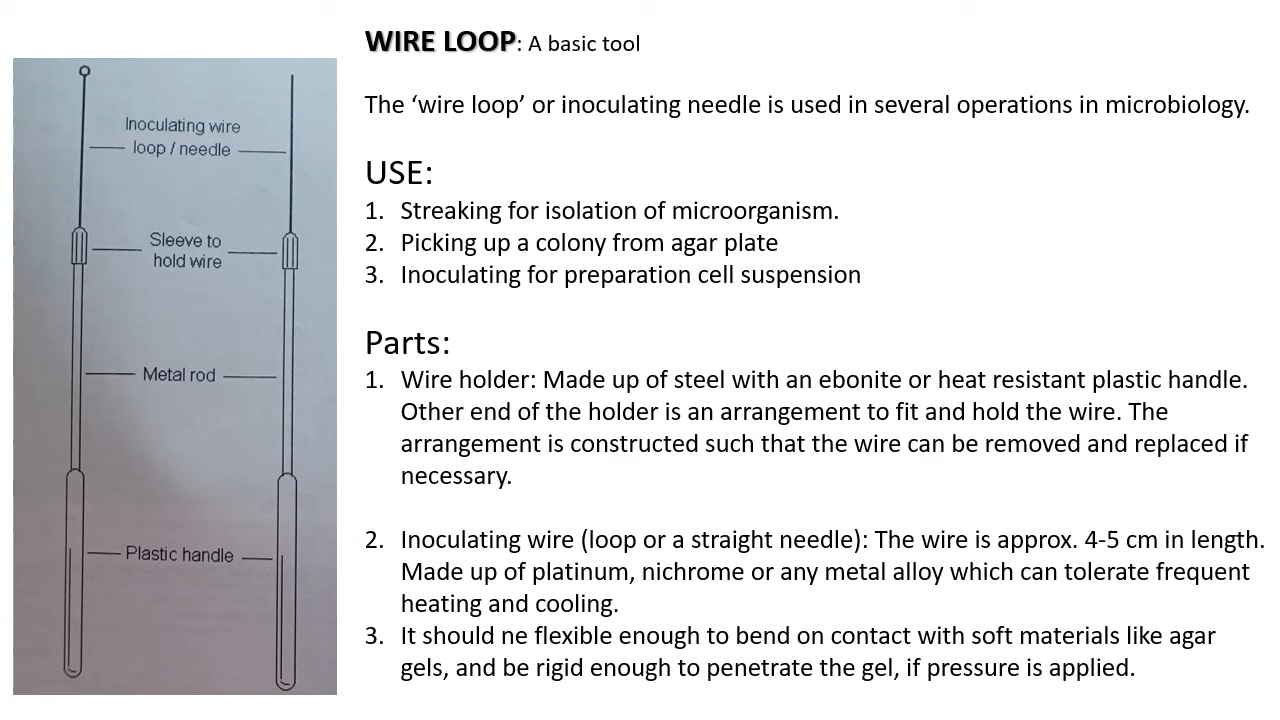 WIRE LOOP: A basic tool
The ‘wire loop’ or inoculating needle is used in several operations in microbiology.
USE:
1. Streaking for isolation of microorganism.
2. Picking up a colony from agar plate
3. Inoculating for preparation cell suspension
Parts:
1. Wire holder: Made up of steel with an ebonite or heat resistant plastic handle.
Other end of the holder is an arrangement to fit and hold the wire. The
arrangement is constructed such that the wire can be removed and replaced if
necessary.
2. Inoculating wire (loop or a straight needle): The wire is approx. 4-5 cm in length.
Made up of platinum, nichrome or any metal alloy which can tolerate frequent
heating and cooling.
3. It should ne flexible enough to bend on contact with soft materials like agar
gels, and be rigid enough to penetrate the gel, if pressure is applied.
Inoculating wire
loop / needle
Sleeve to
hold wire
Metal rod
Plastic handle